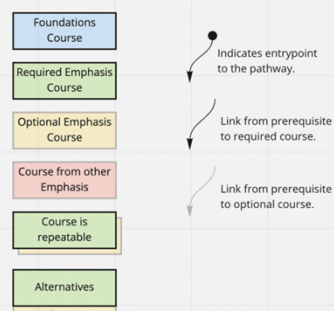 Foundations
Course
Required Emphasis
Course
Optional Emphasis
Course
Course from other
Emphasis
Course is
repeatable
Alternatives
Indicates entrypoint
to the pathway.
Link from prerequisite
to required course.
Link from prerequisite
to optional course.